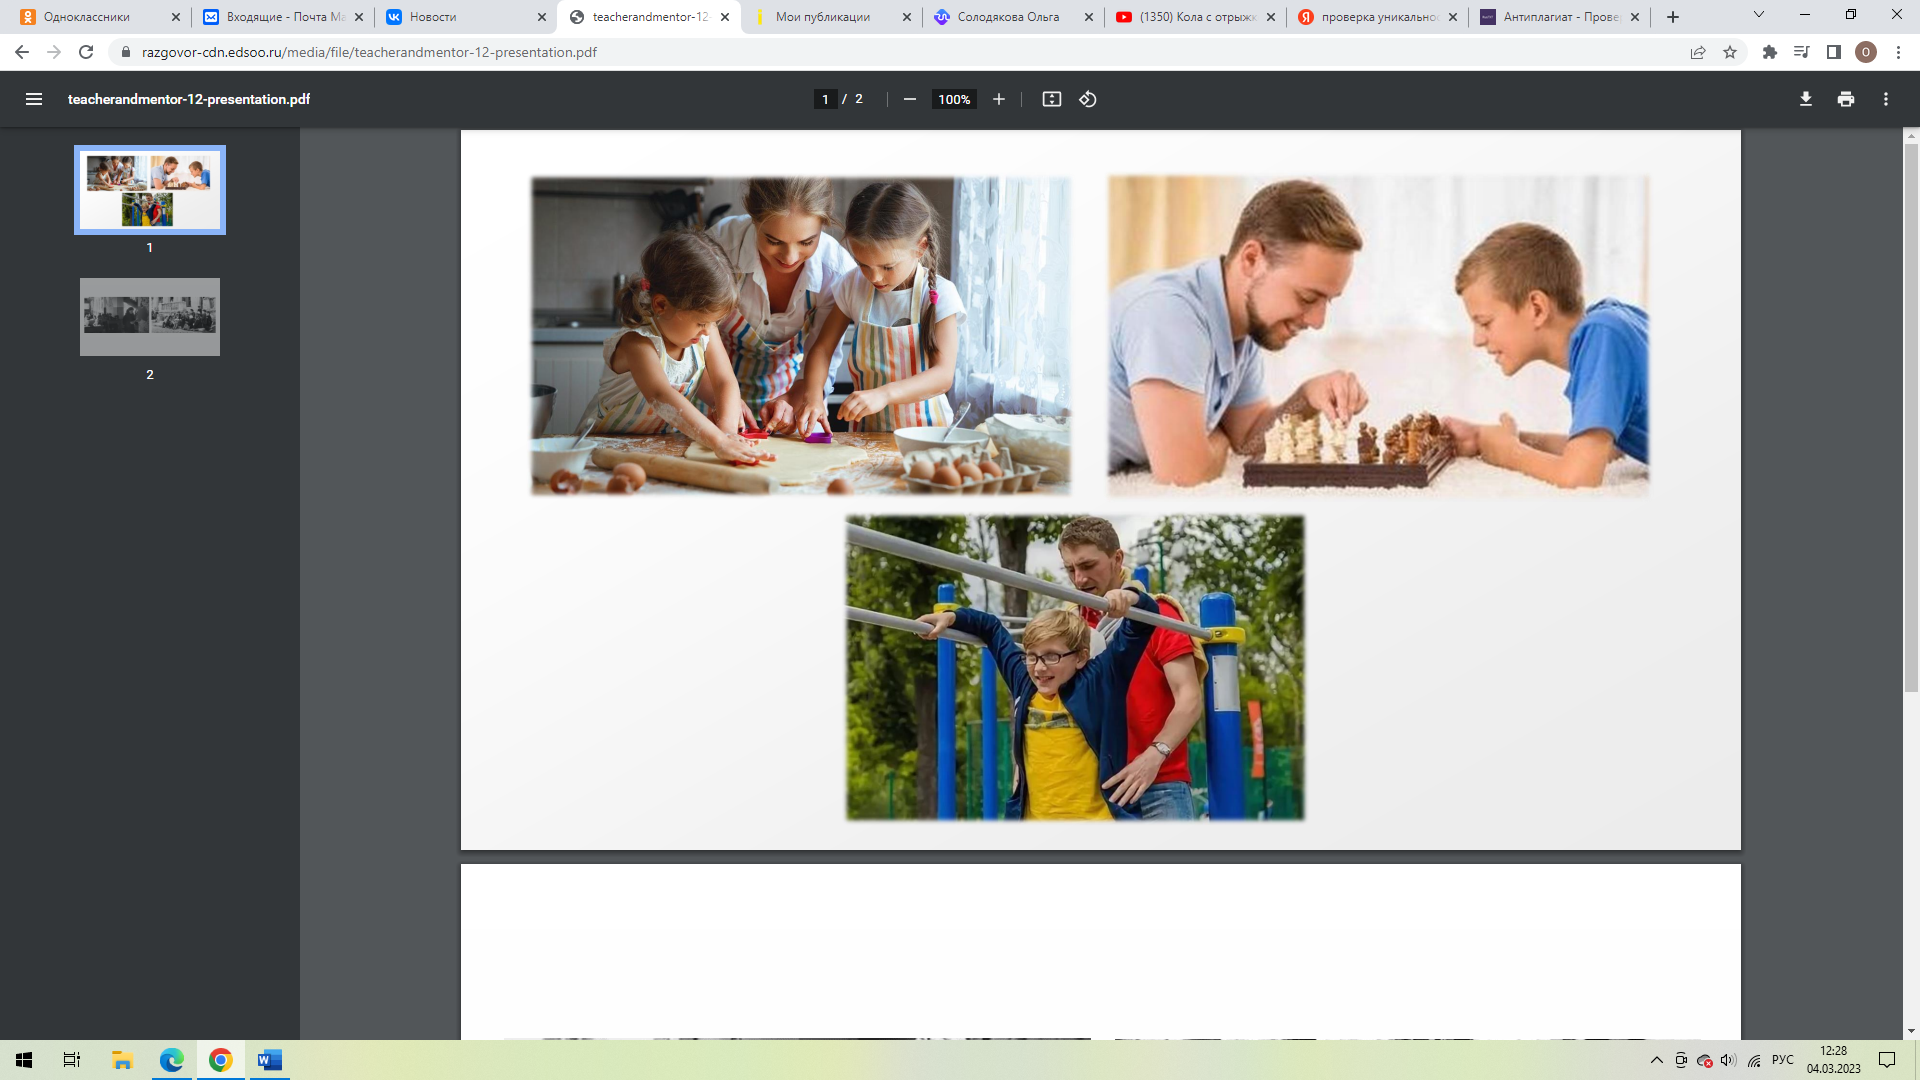 Одноклассники
Входящие - Почта Ma
Новости
teacherandmentor-12-
Мои публикации
Солодякова Ольга
(1350) Кола с отрыжк
проверка уникальнос
Антиплагиат - Прове
razgovor-cdn.edsoo.ru/media/file/teacherandmentor-12-presentation.pdf
O
teacherandmentor-12-presentation.pdf
1 / 2
100%
1
2
РУС
12:28
04.03.2023